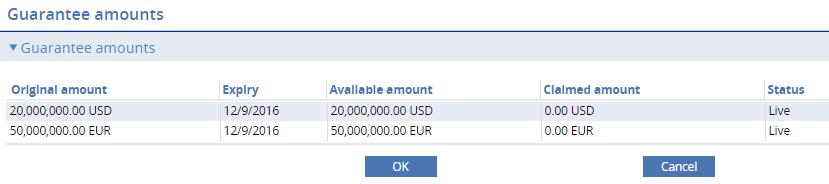 Guarantee amounts
Guarantee amounts
Original amount Expiry Available amount Claimed amount Status
20,000,000.00 USD 12/9/2016 20,000,000.00 USD 0.00 USD Live
50,000,000.00 EUR 12/9/2016 50,000,000.00 EUR 0.00 EUR Live
OK Cancel